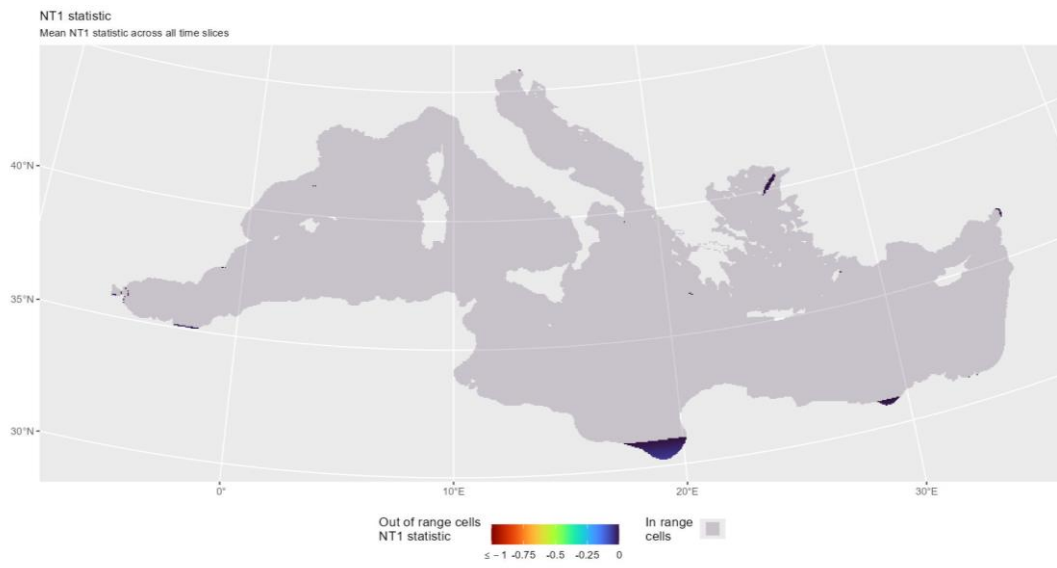 NT1 statistic
Mean NT1 statistic across all time slices
40°N
35°N
30°N
0°
10°E
20°E
30°E
Out of range cells
NT1 statistic
≤ − 1 -0.75 -0.5 -0.25 0
In range
cells